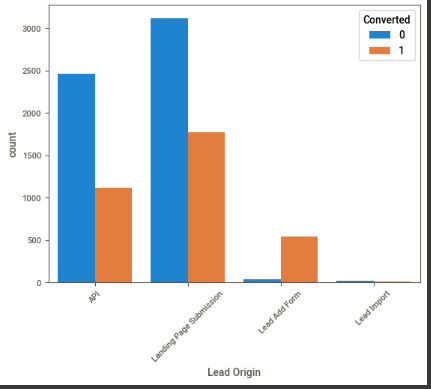 Converted
0
1
3000
2500
2000
1500
1000
500
0
count
API
Landing Page Submission
Lead Add Form
Lead Import
Lead Origin